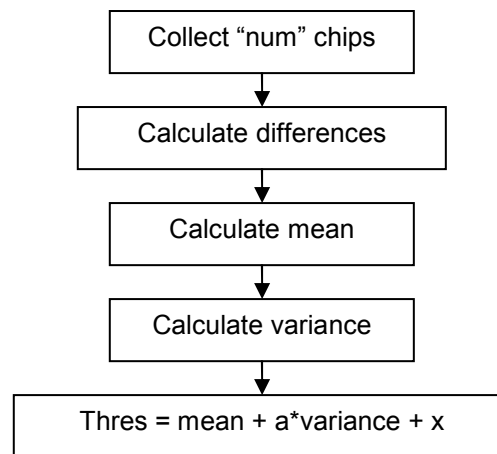 Collect “num” chips
Calculate differences
Calculate mean
Calculate variance
Thres = mean + a*variance + x